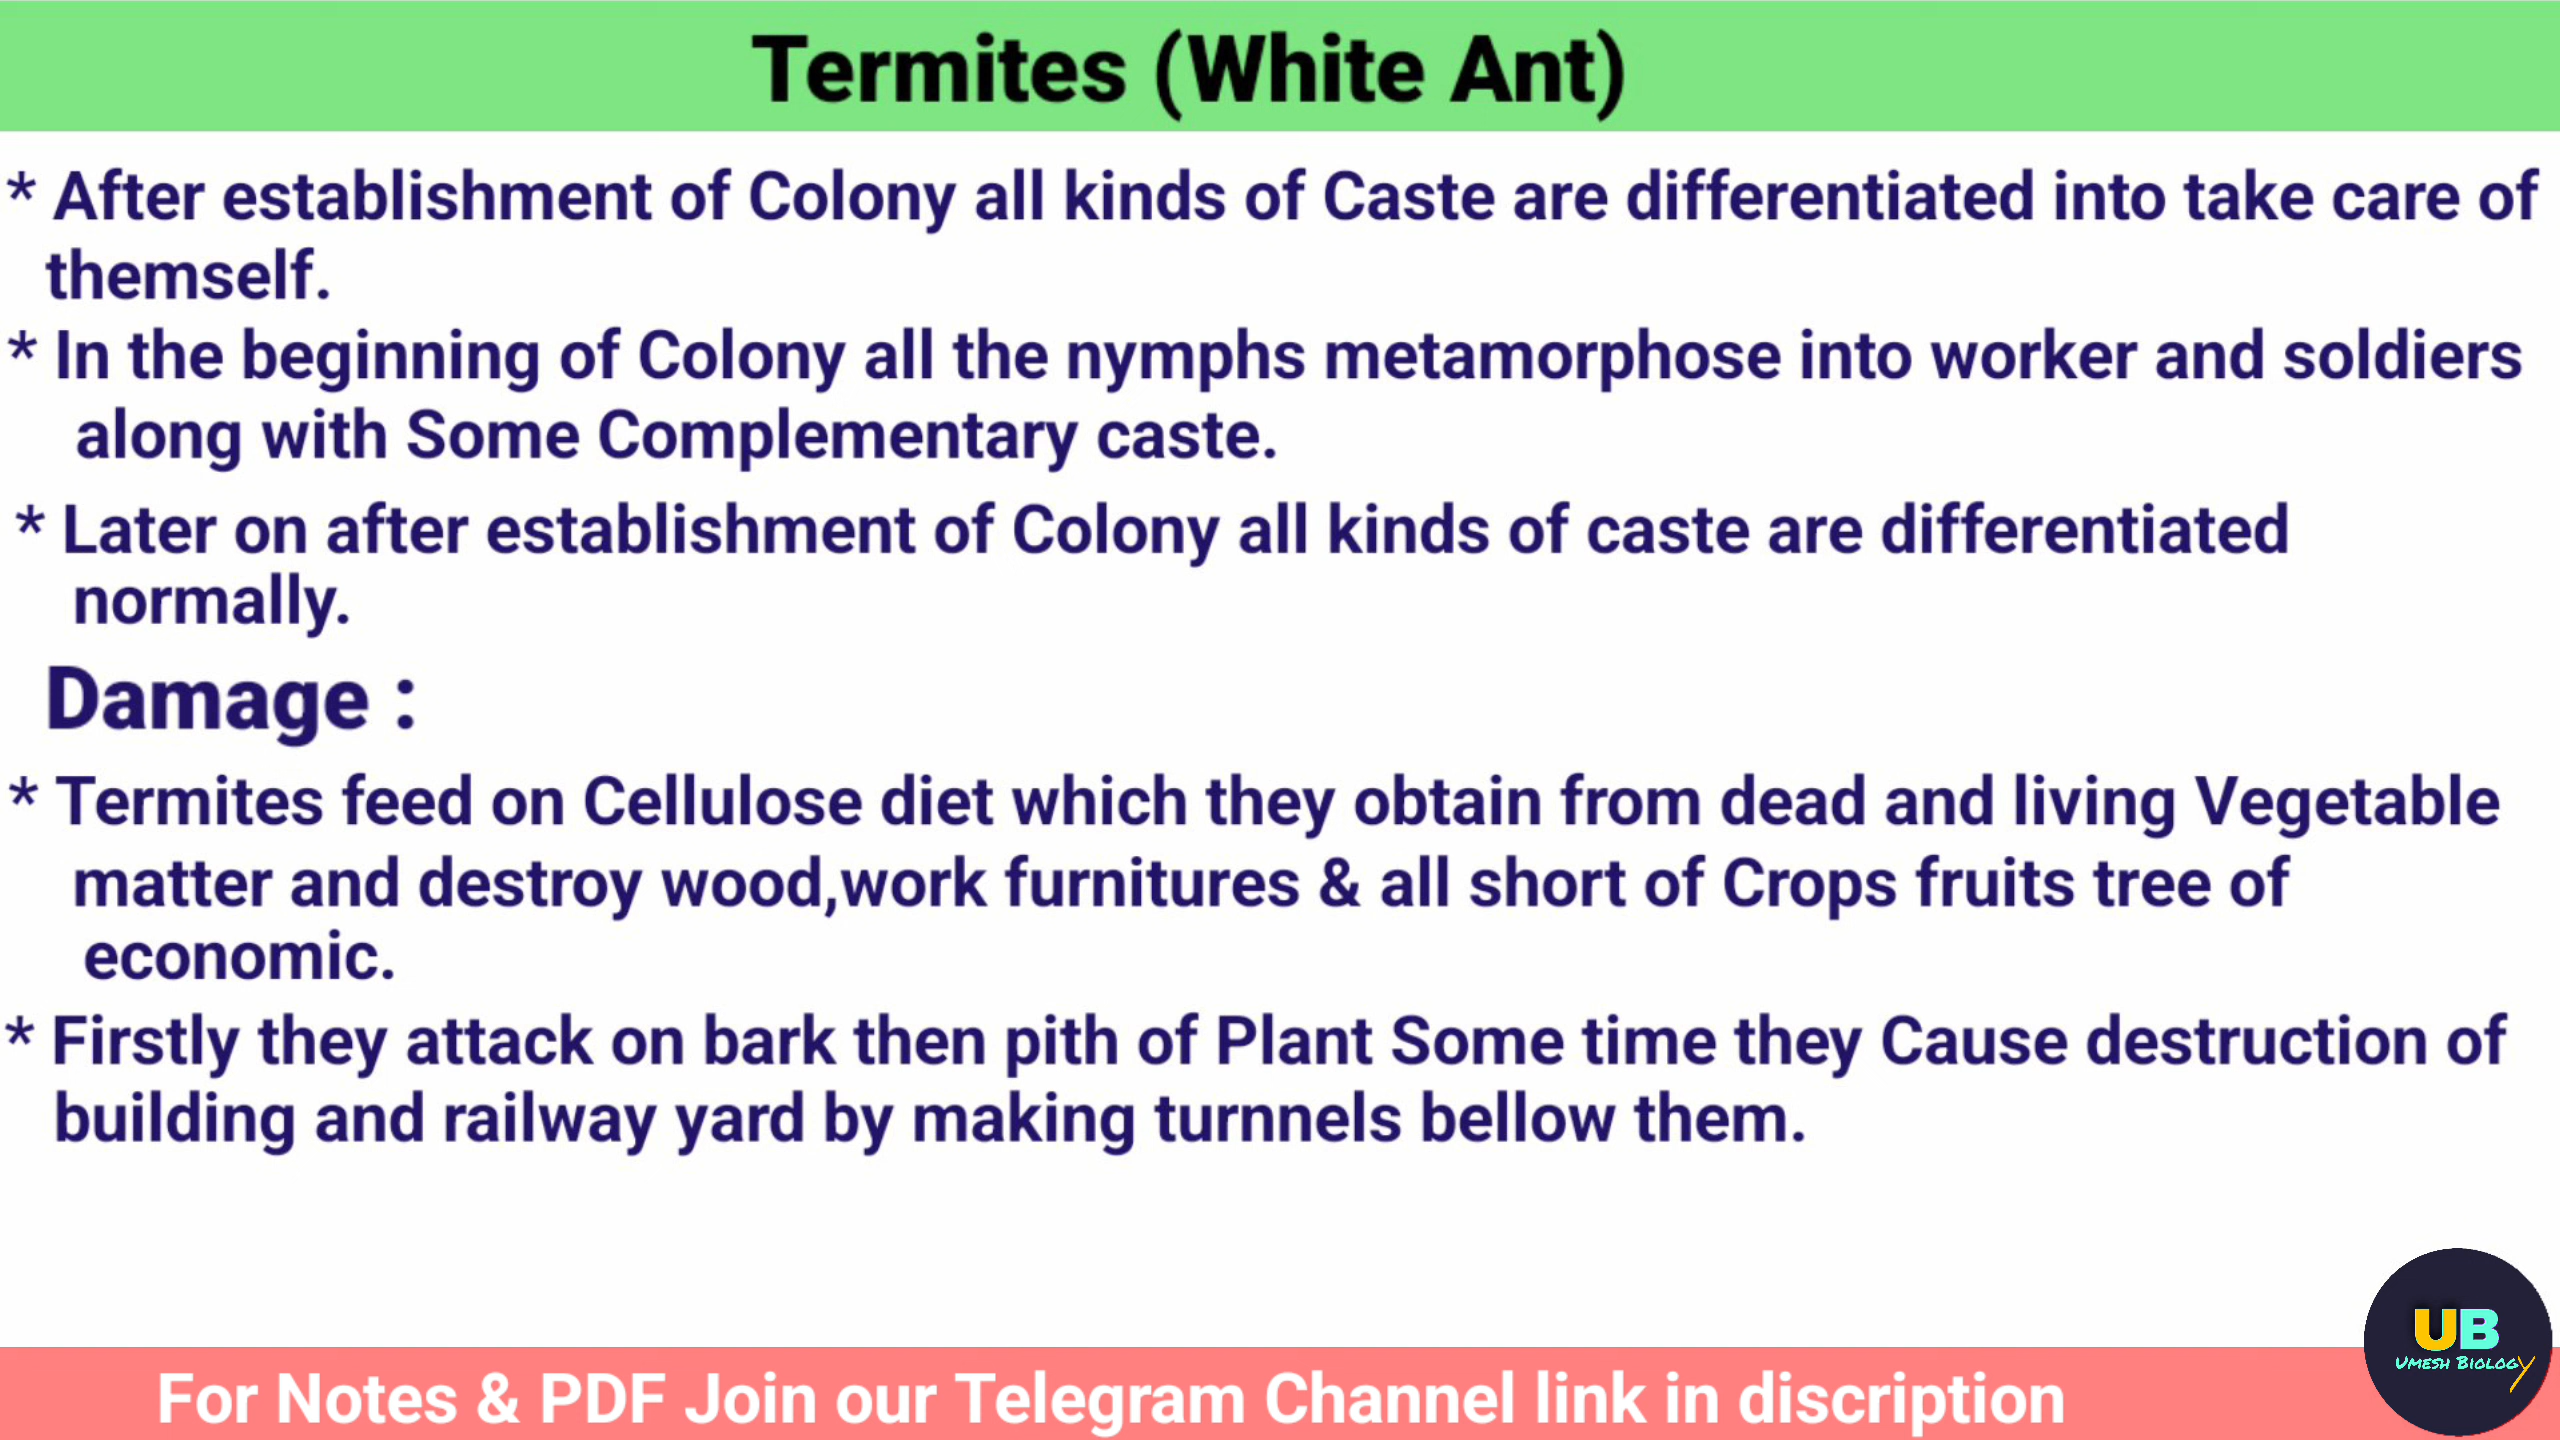 Termites (White Ant)
* After establishment of Colony all kinds of Caste are differentiated into take care of
themself.
* In the beginning of Colony all the nymphs metamorphose into worker and soldiers
along with Some Complementary caste.
* Later on after establishment of Colony all kinds of caste are differentiated
normally.
Damage :
* Termites feed on Cellulose diet which they obtain from dead and living Vegetable
matter and destroy wood,work furnitures & all short of Crops fruits tree of
economic.
* Firstly they attack on bark then pith of Plant Some time they Cause destruction of
building and railway yard by making turnnels bellow them.
UB
UMESH BIOLOGY
For Notes & PDF Join our Telegram Channel link in discription